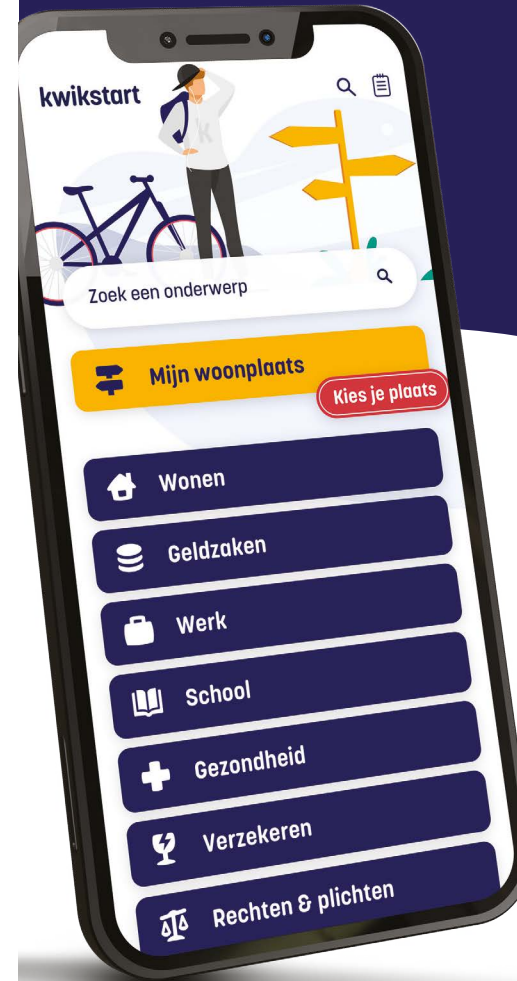 kwikstart
Zoek een onderwerp
Mijn woonplaats
Kies je plaats
Wonen
Geldzaken
Werk
School
Gezondheid
Verzekeren
Rechten & plichten